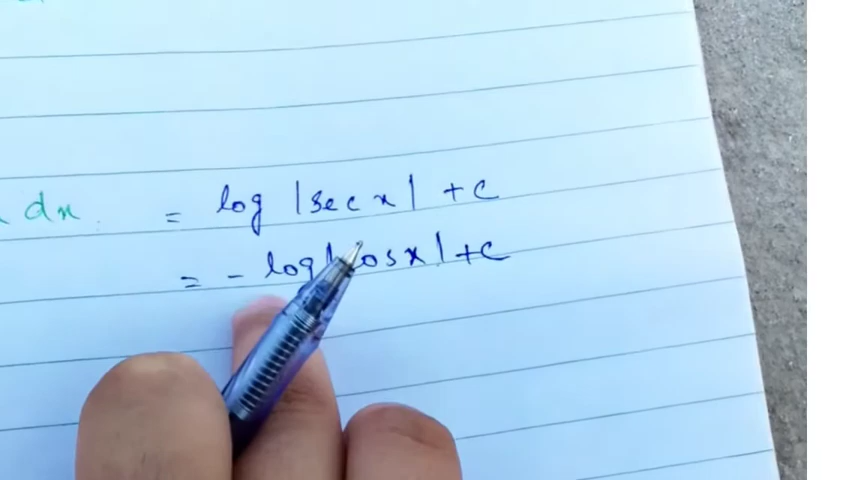 dx = log |sec x| + c
= - log |cos x| + c